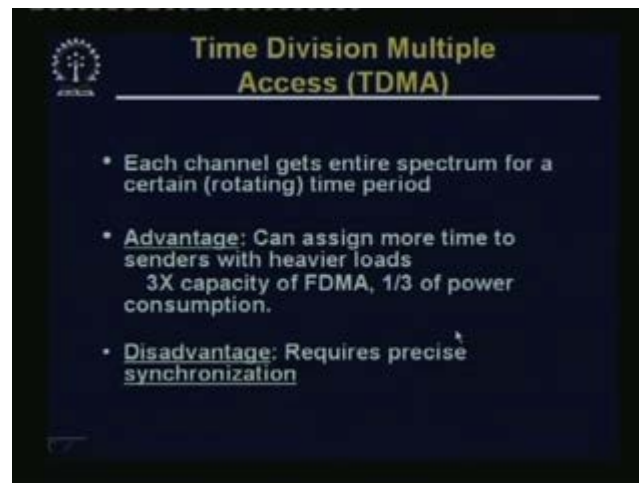 Time Division Multiple
Access (TDMA)
• Each channel gets entire spectrum for a
certain (rotating) time period
• Advantage: Can assign more time to
senders with heavier loads
3X capacity of FDMA, 1/3 of power
consumption.
• Disadvantage: Requires precise
synchronization